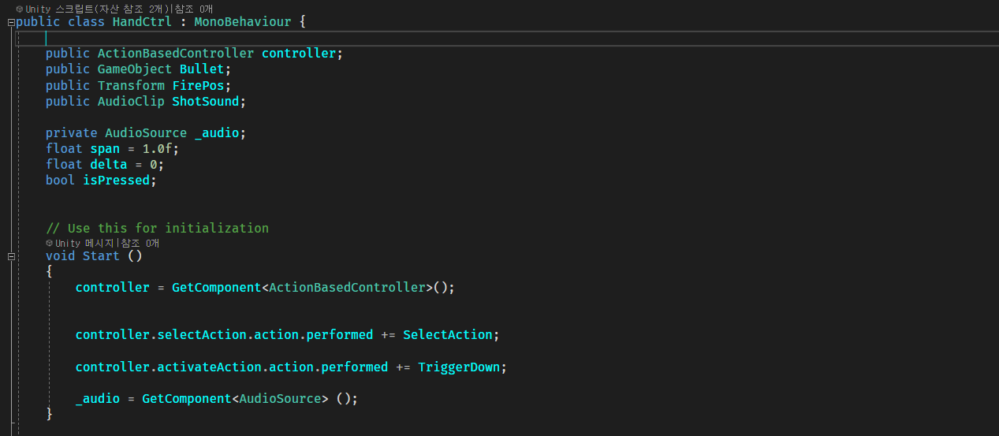 Unity 스크립트(자산 참조 2개)|참조 0개
public class HandCtrl : MonoBehaviour {
public ActionBasedController controller;
public GameObject Bullet;
public Transform FirePos;
public AudioClip ShotSound;
private AudioSource _audio;
float span = 1.0f;
float delta = 0;
bool isPressed;
// Use this for initialization
Unity 메시지|참조 0개
void Start ()
{
controller = GetComponent<ActionBasedController>();
controller.selectAction.action.performed += SelectAction;
controller.activateAction.action.performed += TriggerDown;
_audio = GetComponent<AudioSource> ();
}